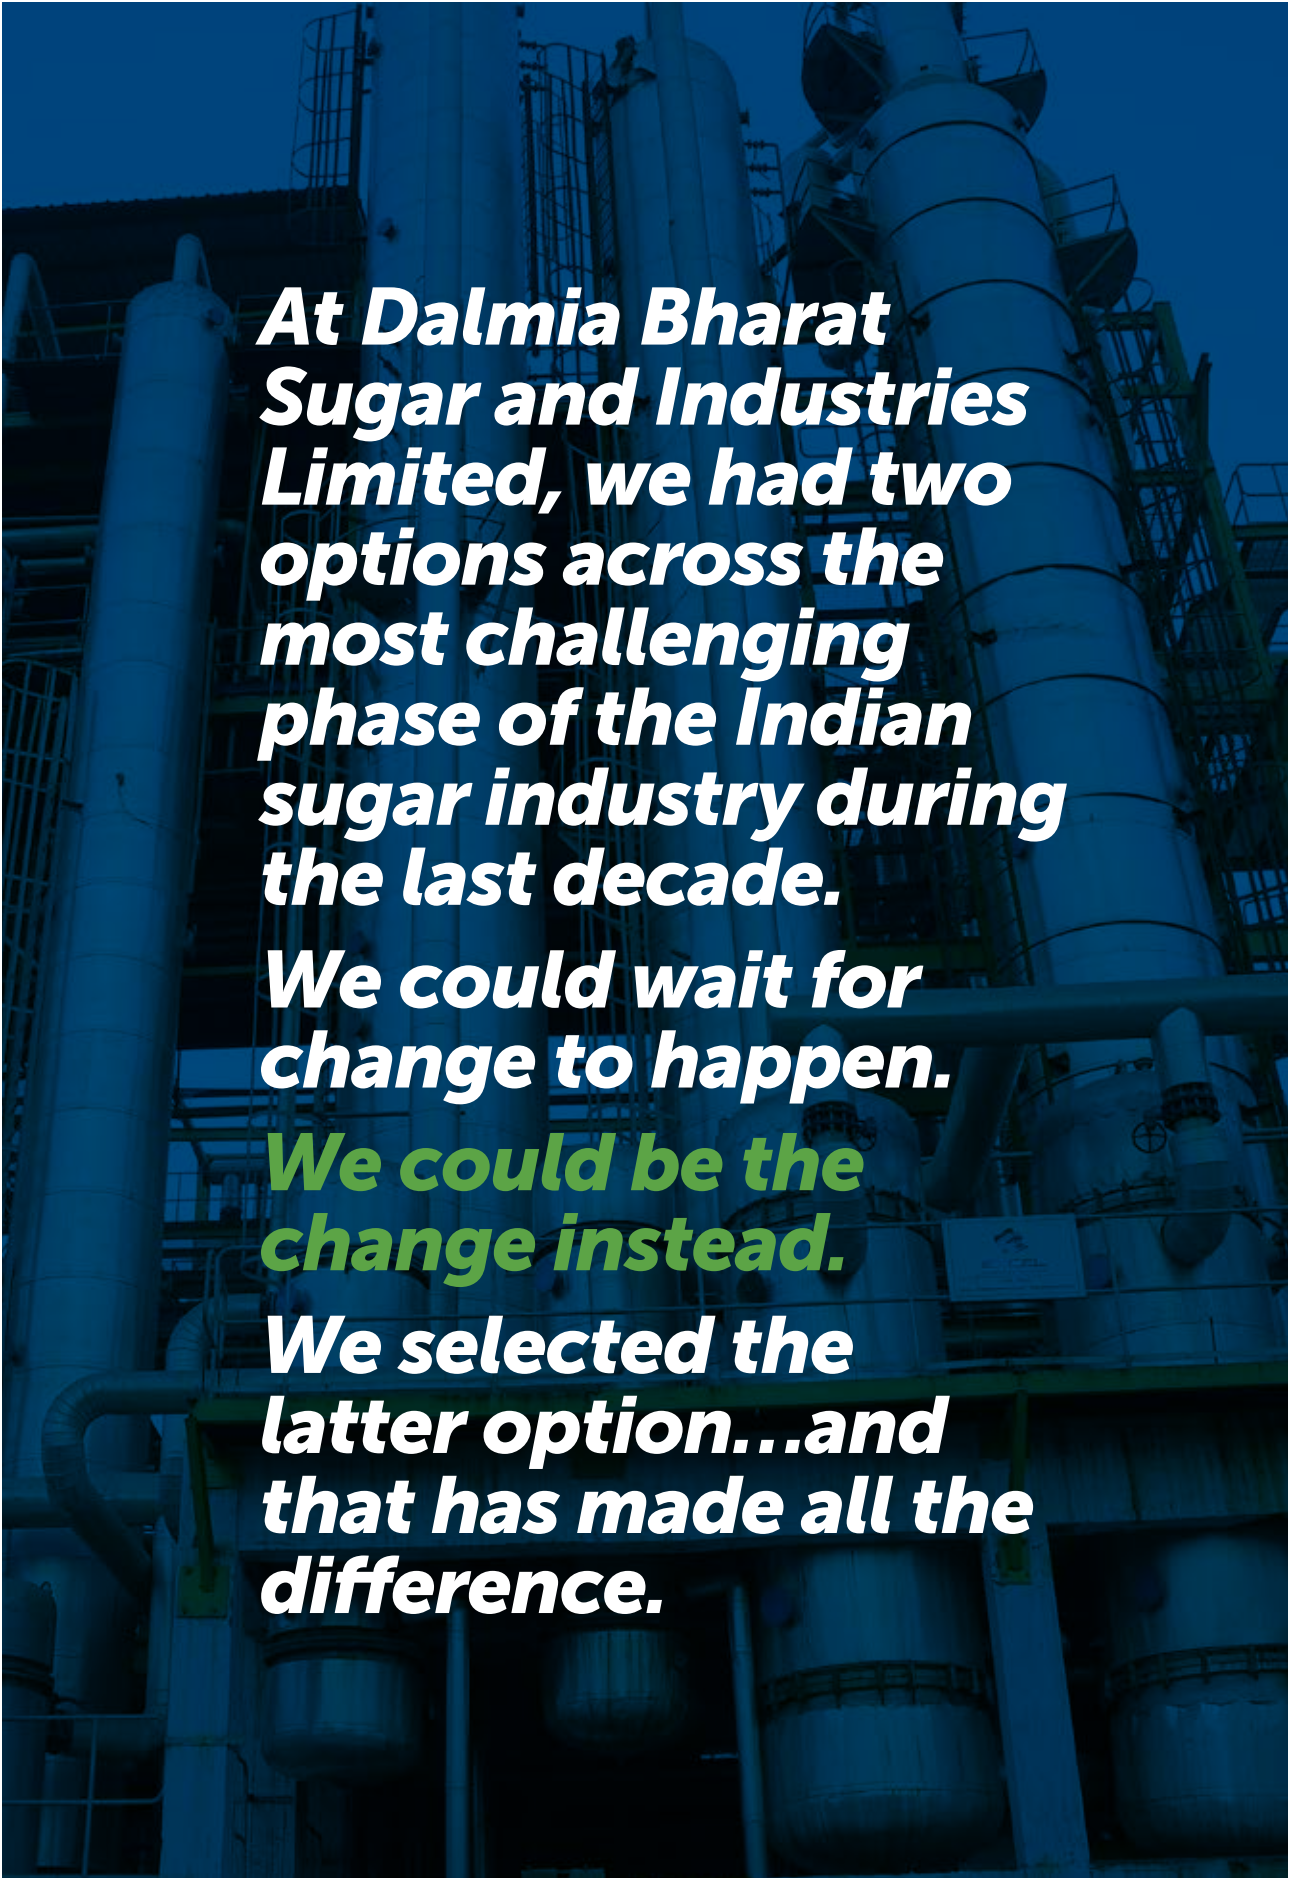 At Dalmia Bharat
Sugar and Industries
Limited, we had two
options across the
most challenging
phase of the Indian
sugar industry during
the last decade.
We could wait for
change to happen.
We could be the
change instead.
We selected the
latter option...and
that has made all the
difference.